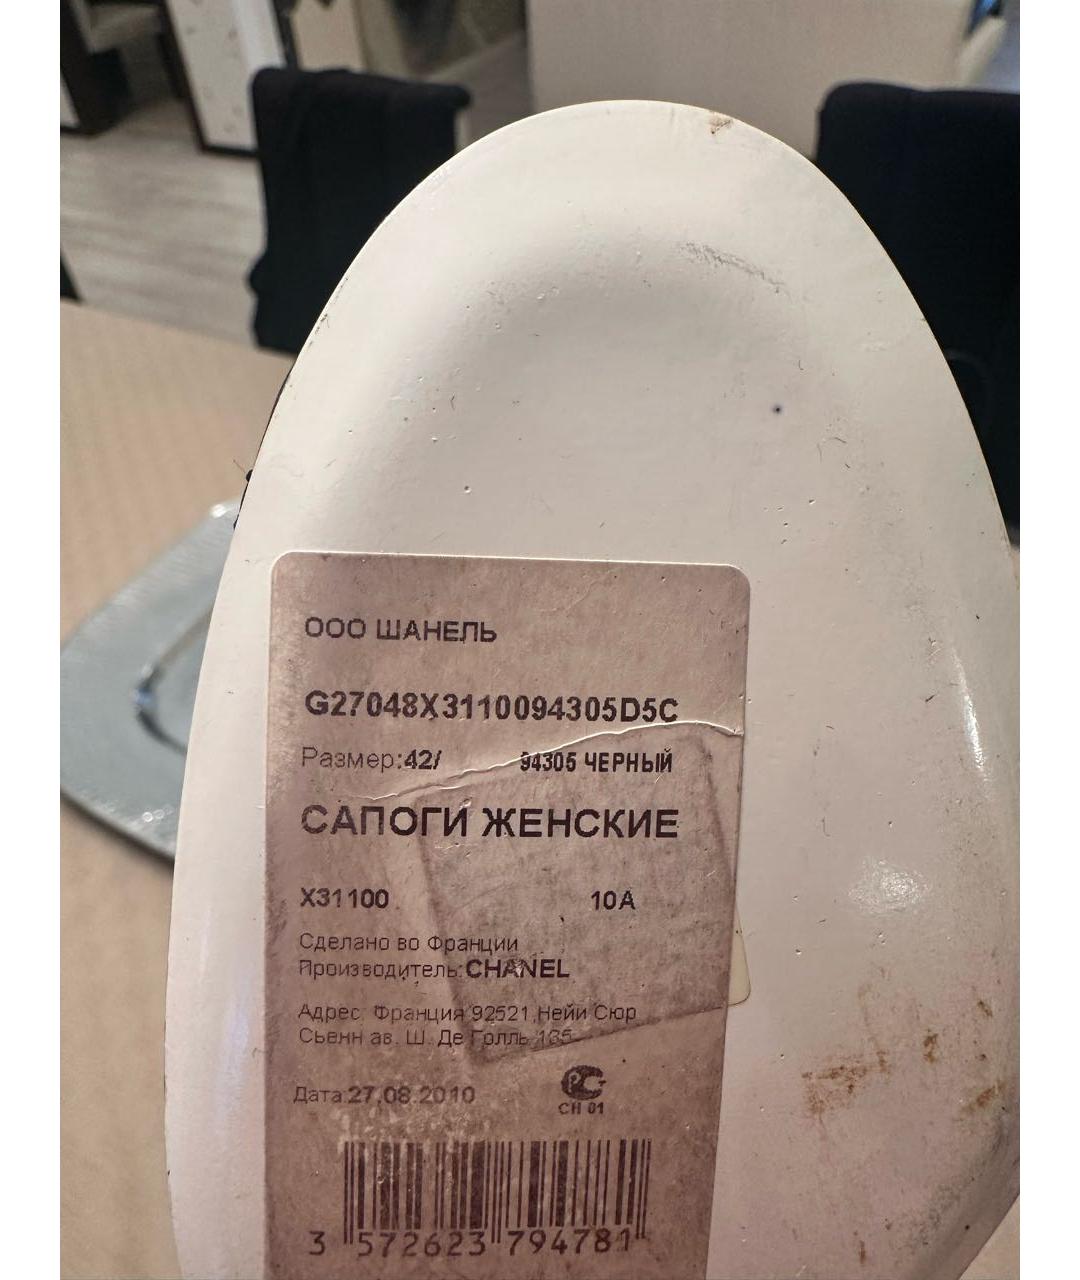 ООО ШАНЕЛЬ
G27048X3110094305D5C
Размер:42/ 94305 ЧЕРНЫЙ
САПОГИ ЖЕНСКИЕ
X31100 10A
Сделано во Франции
Производитель:CHANEL
Адрес: Франция 92521,Нейи Сюр
Сьенн ав. Ш. Де Голль 135
Дата:27.08.2010
РСТ
СН 01
3 572623 794781